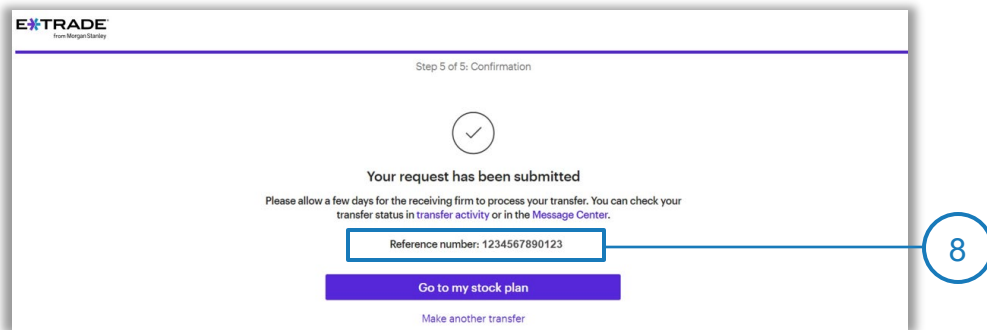 E*TRADE
from Morgan Stanley
Step 5 of 5: Confirmation
Your request has been submitted
Please allow a few days for the receiving firm to process your transfer. You can check your
transfer status in transfer activity or in the Message Center.
Reference number: 1234567890123
8
Go to my stock plan
Make another transfer